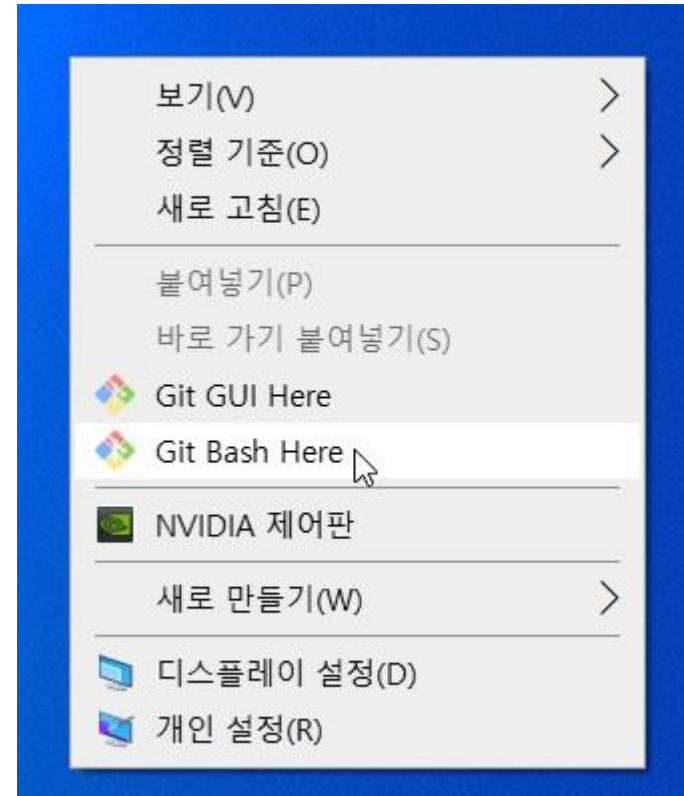 보기(V)
정렬 기준(O)
새로 고침(E)
붙여넣기(P)
바로 가기 붙여넣기(S)
Git GUI Here
Git Bash Here
NVIDIA 제어판
새로 만들기(W)
디스플레이 설정(D)
개인 설정(R)